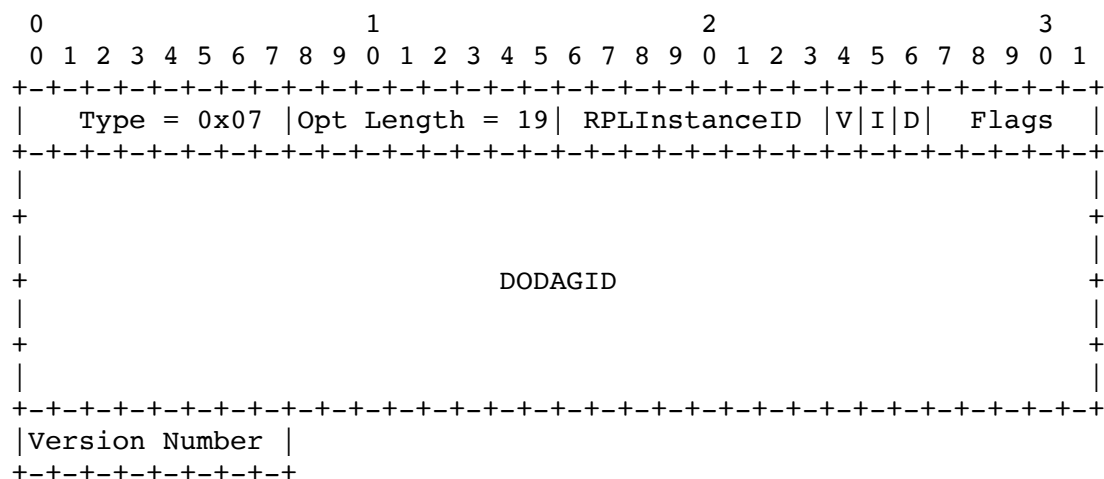 0                   1                   2                   3
 0 1 2 3 4 5 6 7 8 9 0 1 2 3 4 5 6 7 8 9 0 1 2 3 4 5 6 7 8 9 0 1
+-+-+-+-+-+-+-+-+-+-+-+-+-+-+-+-+-+-+-+-+-+-+-+-+-+-+-+-+-+-+-+-+
|   Type = 0x07 |Opt Length = 19| RPLInstanceID |V|I|D|  Flags  |
+-+-+-+-+-+-+-+-+-+-+-+-+-+-+-+-+-+-+-+-+-+-+-+-+-+-+-+-+-+-+-+-+
|                                                               |
+                                                               +
|                                                               |
+                            DODAGID                            +
|                                                               |
+                                                               +
|                                                               |
+-+-+-+-+-+-+-+-+-+-+-+-+-+-+-+-+-+-+-+-+-+-+-+-+-+-+-+-+-+-+-+-+
|Version Number |
+-+-+-+-+-+-+-+-+